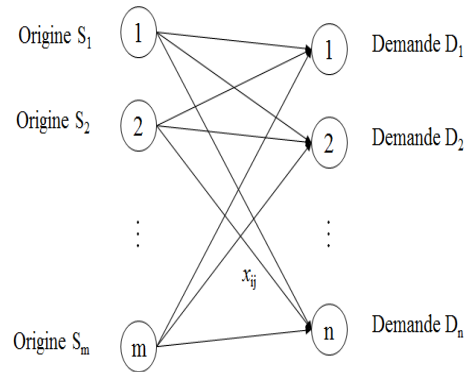 Origine S1 1 1 Demande D1
Origine S2 2 2 Demande D2
⋮ ⋮
xij
Origine Sm m n Demande Dn